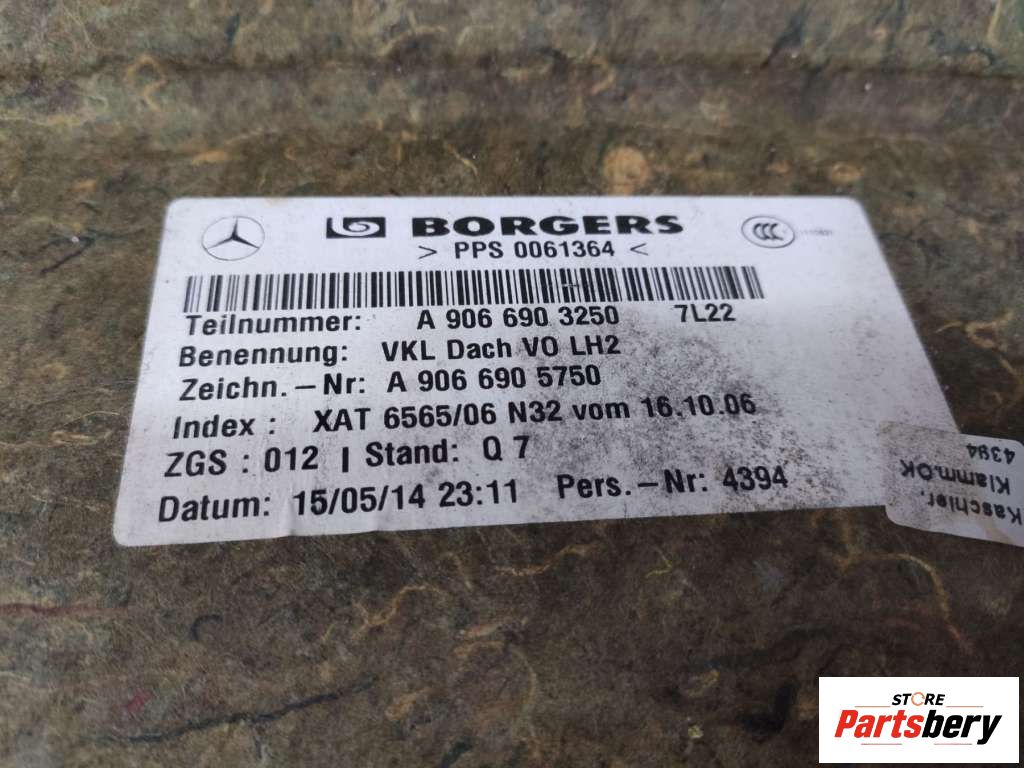 BORGERS
> PPS 0061364 <
CCC
Teilnummer: A 906 690 3250 7L22
Benennung: VKL Dach VO LH2
Zeichn.-Nr: A 906 690 5750
Index : XAT 6565/06 N32 vom 16.10.06
ZGS : 012 | Stand: Q 7
Datum: 15/05/14 23:11 Pers.-Nr: 4394
Kaschier.
Klamm.OK
4394
STORE
Partsbery